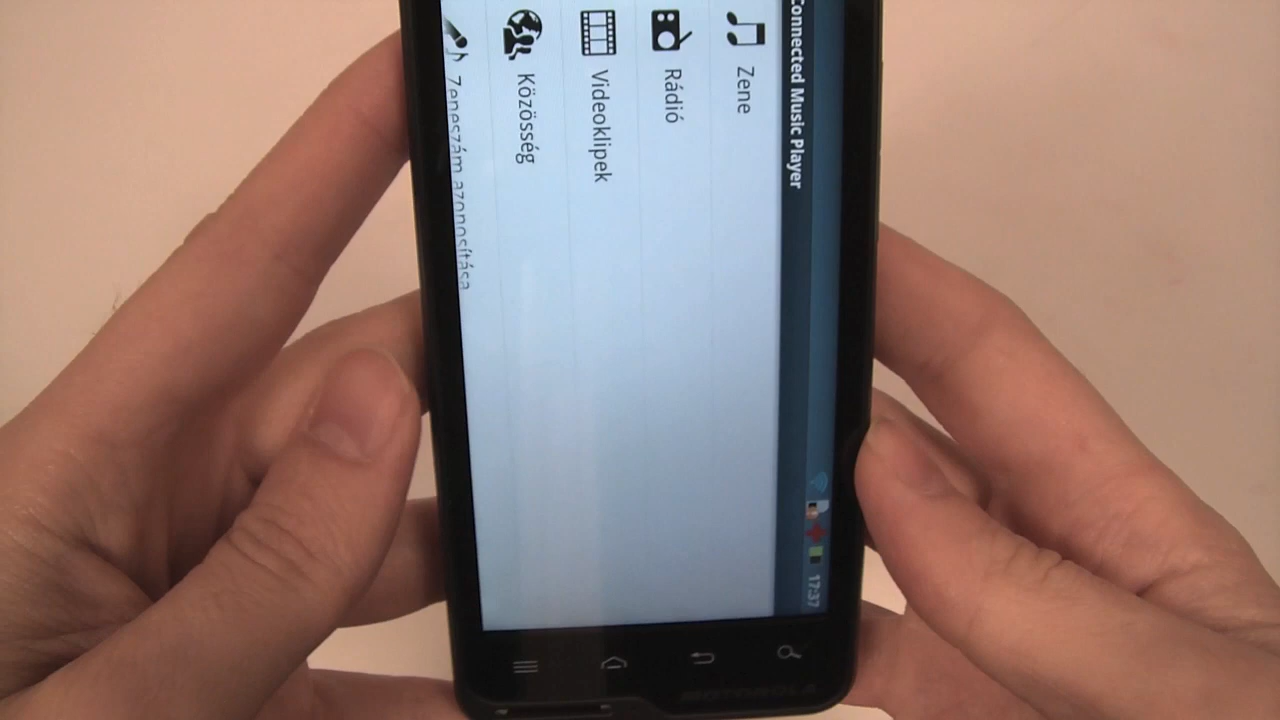 17:37
Connected Music Player
Zene
Rádió
Videoklipek
Közösség
Zeneszám azonosítása
MOTOROLA